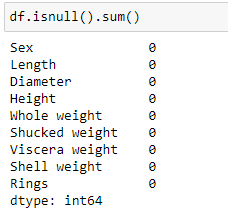 df.isnull().sum()
Sex 0
Length 0
Diameter 0
Height 0
Whole weight 0
Shucked weight 0
Viscera weight 0
Shell weight 0
Rings 0
dtype: int64